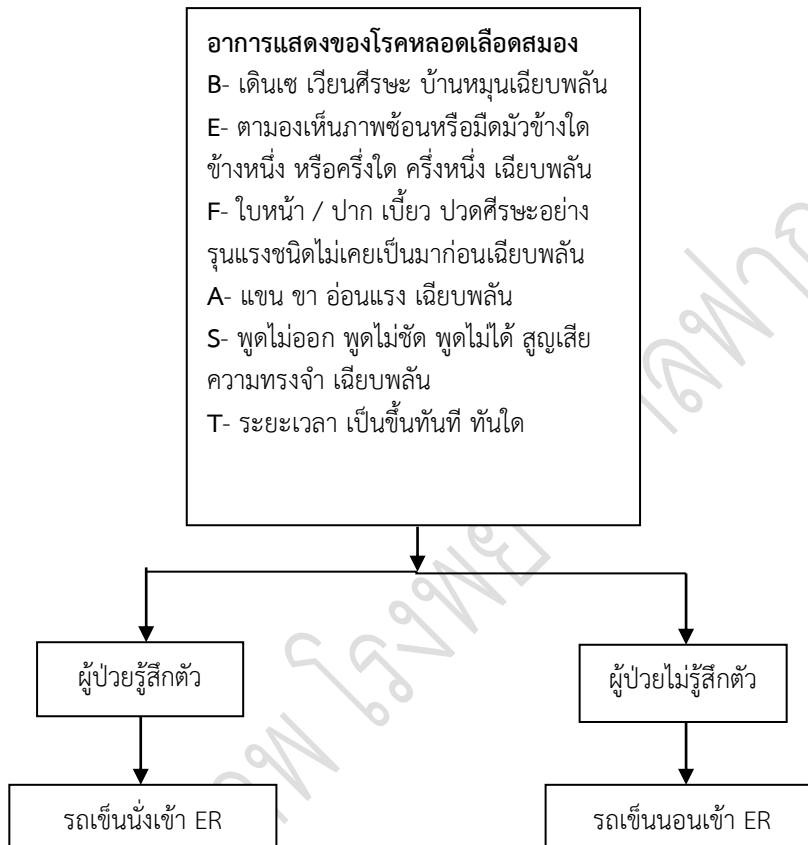 อาการแสดงของโรคหลอดเลือดสมอง
B- เดินเซ เวียนศีรษะ บ้านหมุนเฉียบพลัน
E- ตามองเห็นภาพซ้อนหรือมืดมัวข้างใด
ข้างหนึ่ง หรือครึ่งใด ครึ่งหนึ่ง เฉียบพลัน
F- ใบหน้า / ปาก เบี้ยว ปวดศีรษะอย่าง
รุนแรงชนิดไม่เคยเป็นมาก่อนเฉียบพลัน
A- แขน ขา อ่อนแรง เฉียบพลัน
S- พูดไม่ออก พูดไม่ชัด พูดไม่ได้ สูญเสีย
ความทรงจำ เฉียบพลัน
T- ระยะเวลา เป็นขึ้นทันที ทันใด
ผู้ป่วยรู้สึกตัว
ผู้ป่วยไม่รู้สึกตัว
รถเข็นนั่งเข้า ER
รถเข็นนอนเข้า ER